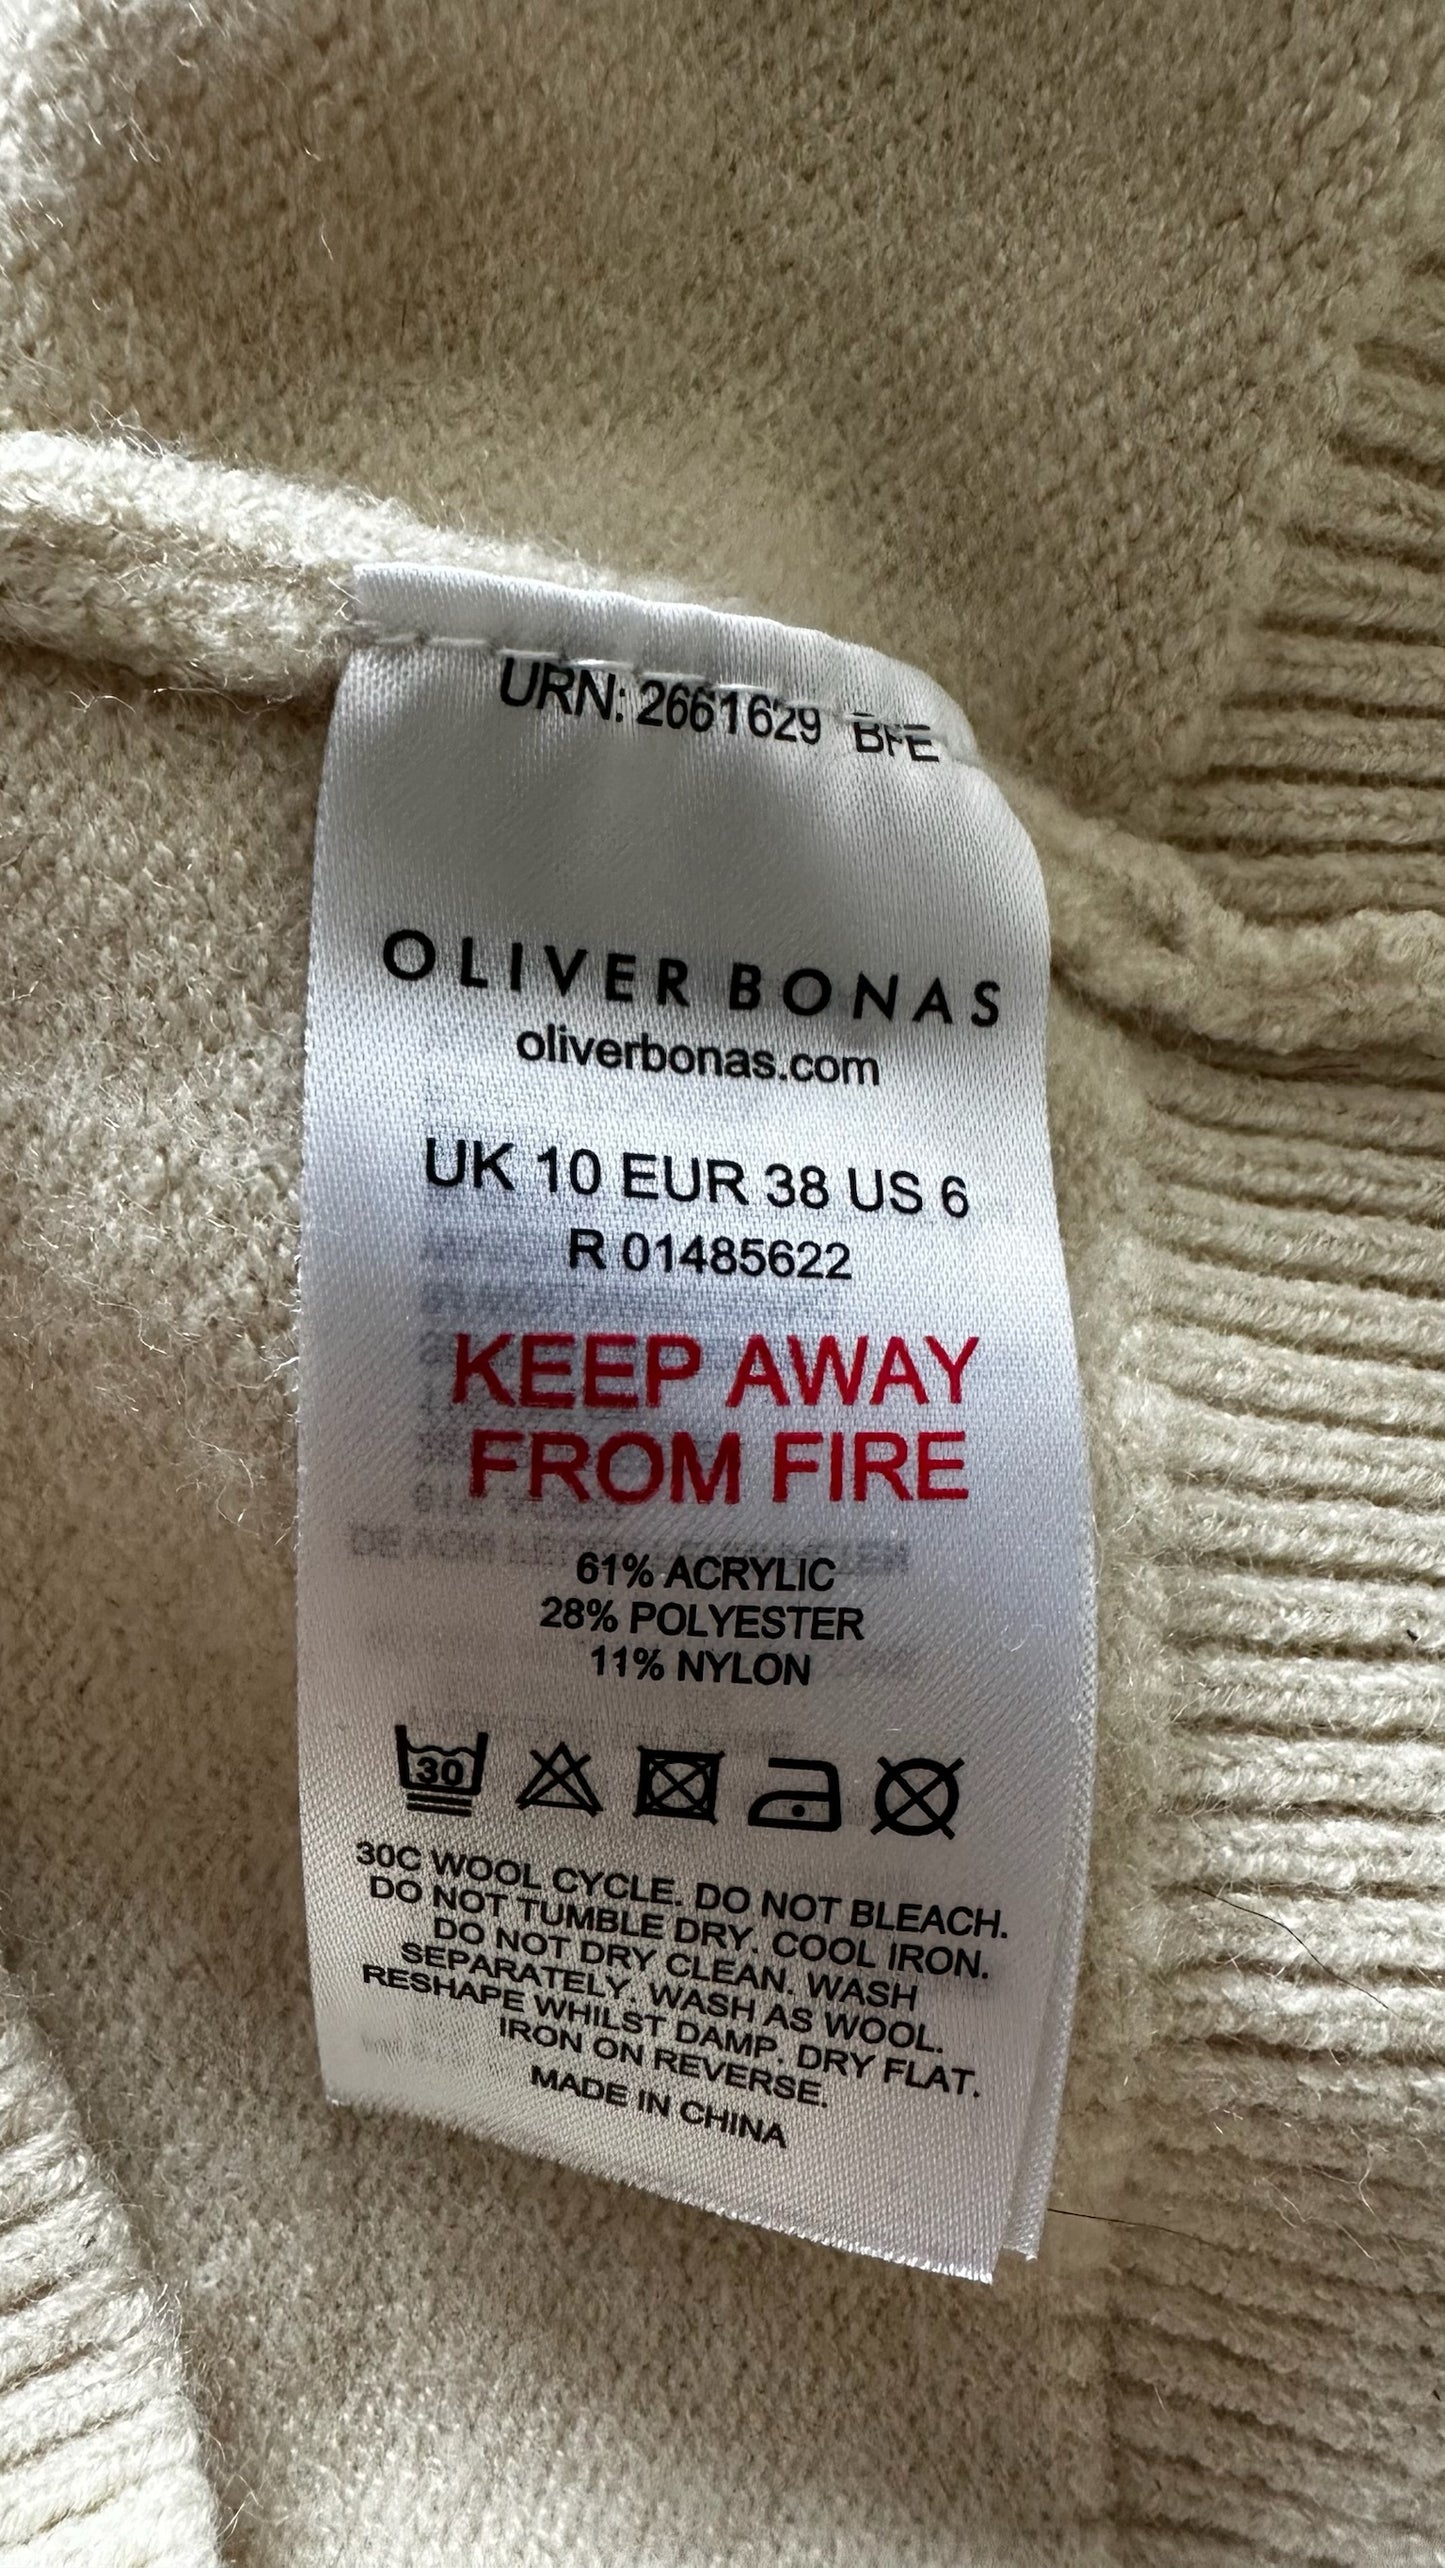 URN: 2661629 BFE
OLIVER BONAS
oliverbonas.com
UK 10 EUR 38 US 6
R 01485622
KEEP AWAY
FROM FIRE
61% ACRYLIC
28% POLYESTER
11% NYLON
30
30C WOOL CYCLE. DO NOT BLEACH.
DO NOT TUMBLE DRY. COOL IRON.
DO NOT DRY CLEAN. WASH
SEPARATELY. WASH AS WOOL.
RESHAPE WHILST DAMP. DRY FLAT.
IRON ON REVERSE.
MADE IN CHINA